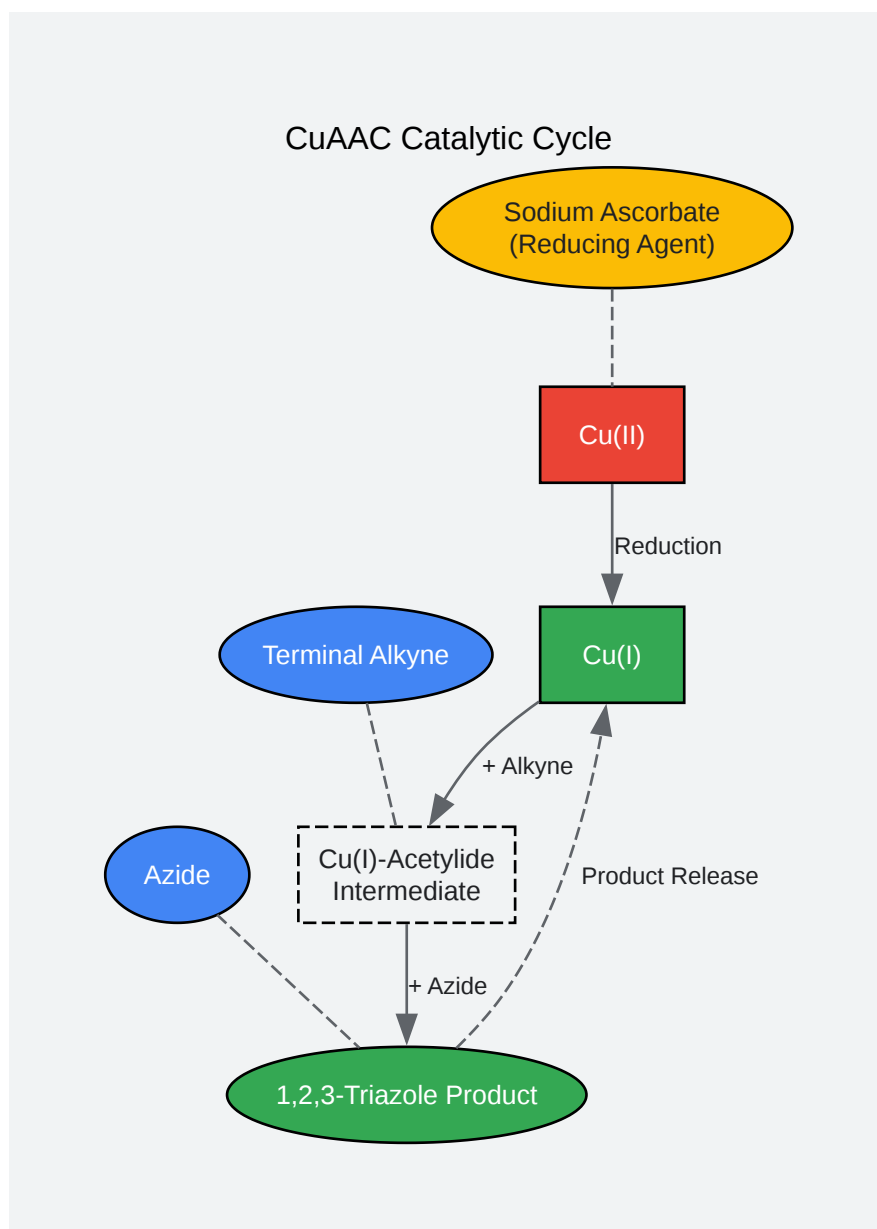 CuAAC Catalytic Cycle
Sodium Ascorbate
(Reducing Agent)
Cu(II)
Reduction
Terminal Alkyne
Cu(I)
+ Alkyne
Azide
Cu(I)-Acetylide
Intermediate
Product Release
+ Azide
1,2,3-Triazole Product